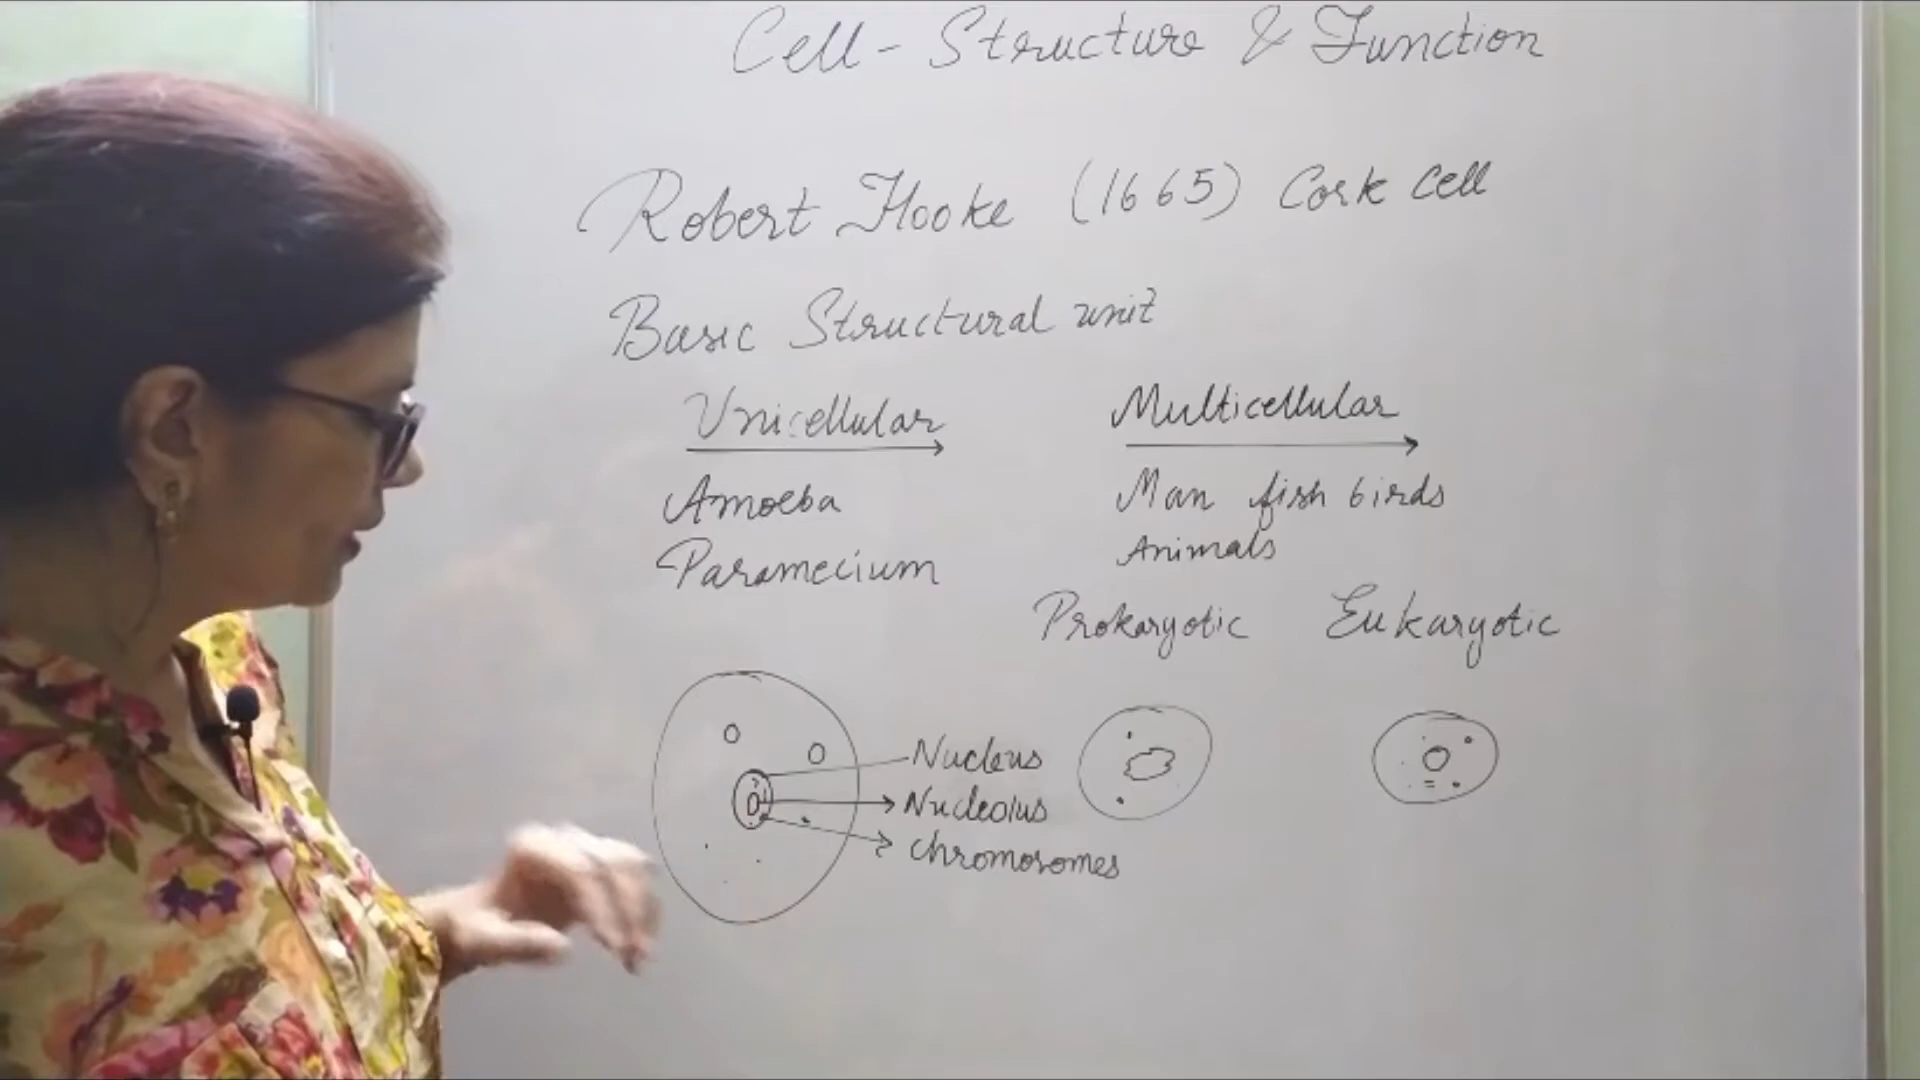 Cell - Structure & Function
Robert Hooke (1665) Cork cell
Basic Structural unit
Unicellular
Multicellular
Amoeba
Man fish birds
Paramecium
Animals
Prokaryotic
Eukaryotic
Nucleus
Nucleolus
Chromosomes